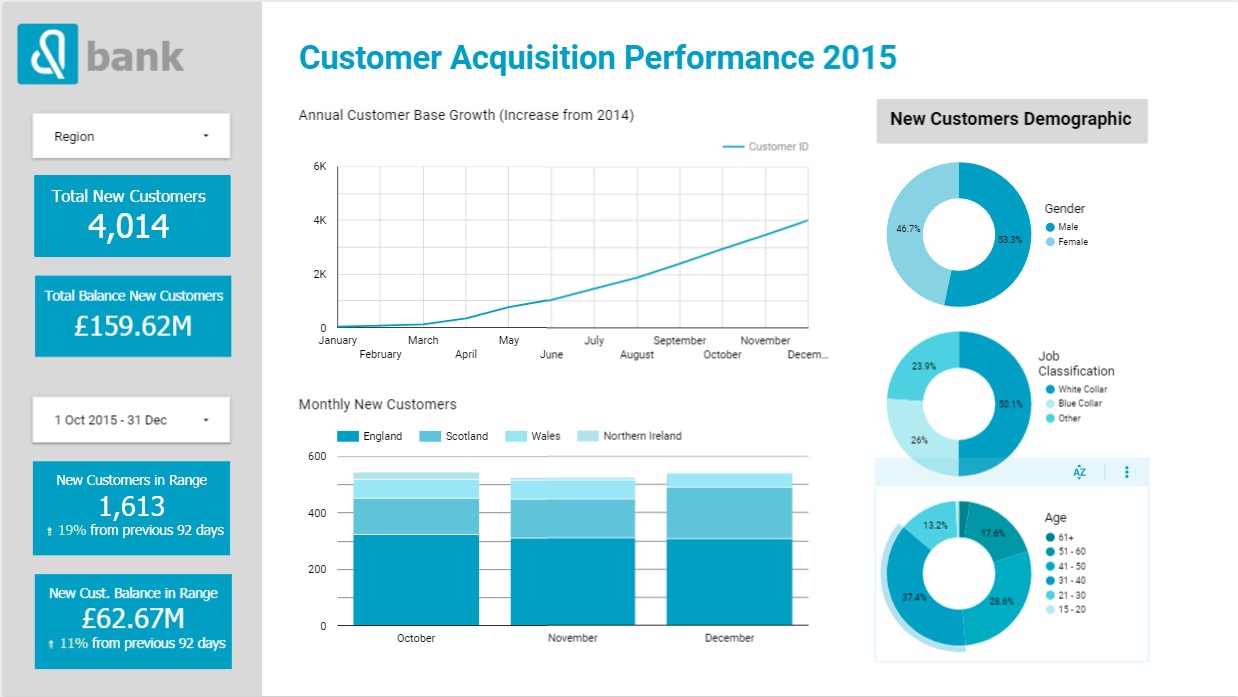 bank
Region
Total New Customers
4,014
Total Balance New Customers
£159.62M
1 Oct 2015 - 31 Dec
New Customers in Range
1,613
⬆ 19% from previous 92 days
New Cust. Balance in Range
£62.67M
⬆ 11% from previous 92 days
Customer Acquisition Performance 2015
Annual Customer Base Growth (Increase from 2014)
Customer ID
6K
4K
2K
0
January
February
March
April
May
June
July
August
September
October
November
Decem...
Monthly New Customers
England Scotland Wales Northern Ireland
600
400
200
0
October November December
New Customers Demographic
46.7%
53.3%
Gender
Male
Female
23.9%
50.1%
26%
Job
Classification
White Collar
Blue Collar
Other
AZ
13.2%
17.6%
37.4%
28.6%
Age
61+
51 - 60
41 - 50
31 - 40
21 - 30
15 - 20